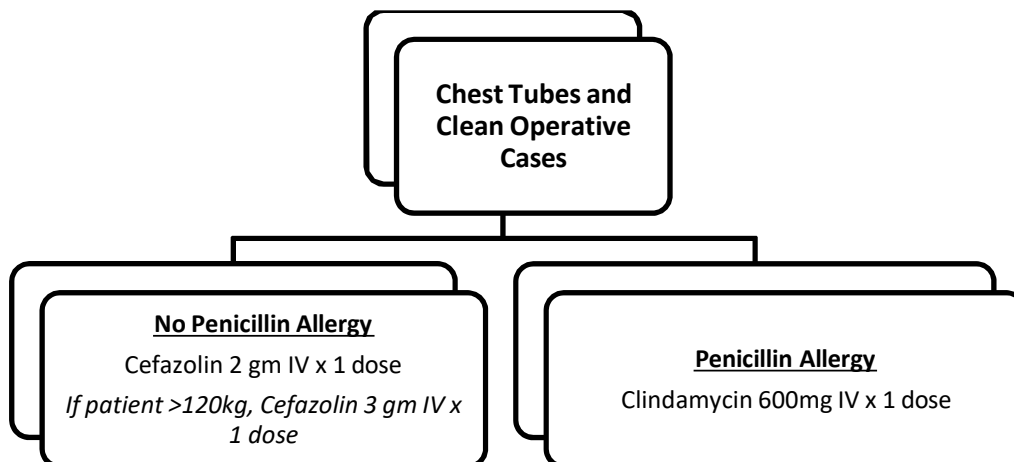 Chest Tubes and
Clean Operative
Cases
No Penicillin Allergy
Cefazolin 2 gm IV x 1 dose
If patient >120kg, Cefazolin 3 gm IV x
1 dose
Penicillin Allergy
Clindamycin 600mg IV x 1 dose